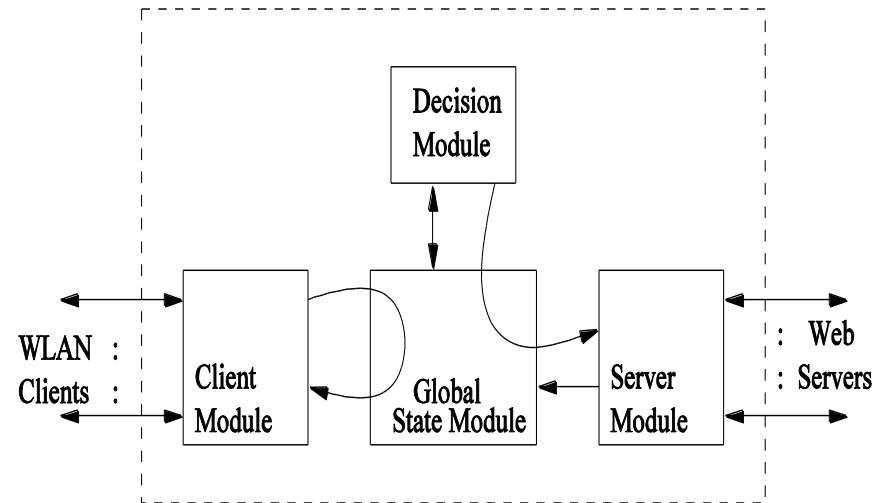 Decision
Module
WLAN :
Clients :
Client
Module
Global
State Module
Server
Module
: Web
: Servers